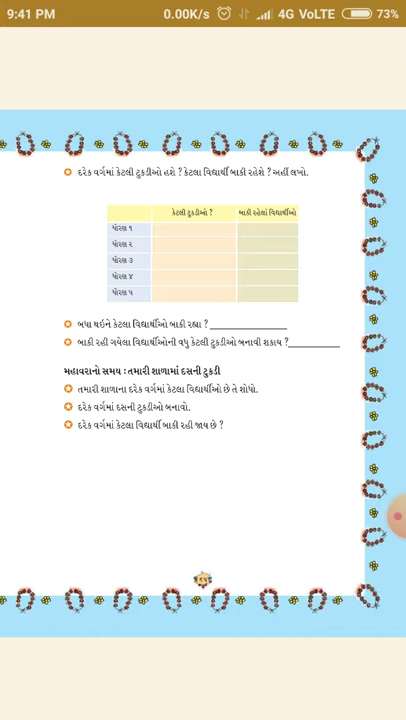 9:41 PM 0.00K/s 4G VoLTE 73%
દરેક વર્ગમાં કેટલી ટુકડીઓ હશે ? કેટલા વિદ્યાર્થી બાકી રહેશે ? અહીં લખો.
કેટલી ટુકડીઓ ? બાકી રહેલાં વિદ્યાર્થીઓ
ધોરણ ૧
ધોરણ ૨
ધોરણ ૩
ધોરણ ૪
ધોરણ ૫
બધા થઇને કેટલા વિદ્યાર્થીઓ બાકી રહ્યા ?
બાકી રહી ગયેલા વિદ્યાર્થીઓની વધુ કેટલી ટુકડીઓ બનાવી શકાય ?
મહાવરાનો સમય : તમારી શાળામાં દસની ટુકડી
તમારી શાળાના દરેક વર્ગમાં કેટલા વિદ્યાર્થીઓ છે તે શોધો.
દરેક વર્ગમાં દસની ટુકડીઓ બનાવો.
દરેક વર્ગમાં કેટલા વિદ્યાર્થી બાકી રહી જાય છે ?